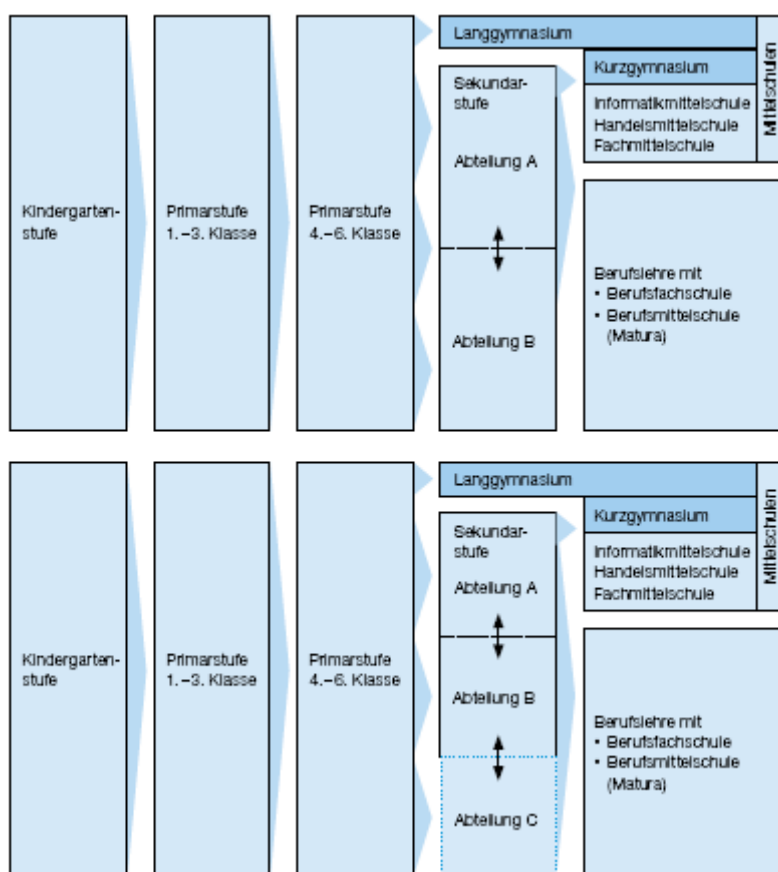 Kindergarten-
stufe
Primarstufe
1.–3. Klasse
Primarstufe
4.–6. Klasse
Langgymnasium
Sekundar-
stufe
Abteilung A
Abteilung B
Kurzgymnasium
Informatikmittelschule
Handelsmittelschule
Fachmittelschule
Mittelschulen
Berufslehre mit
• Berufsfachschule
• Berufsmittelschule
(Matura)
Kindergarten-
stufe
Primarstufe
1.–3. Klasse
Primarstufe
4.–6. Klasse
Langgymnasium
Sekundar-
stufe
Abteilung A
Abteilung B
Abteilung C
Kurzgymnasium
Informatikmittelschule
Handelsmittelschule
Fachmittelschule
Mittelschulen
Berufslehre mit
• Berufsfachschule
• Berufsmittelschule
(Matura)